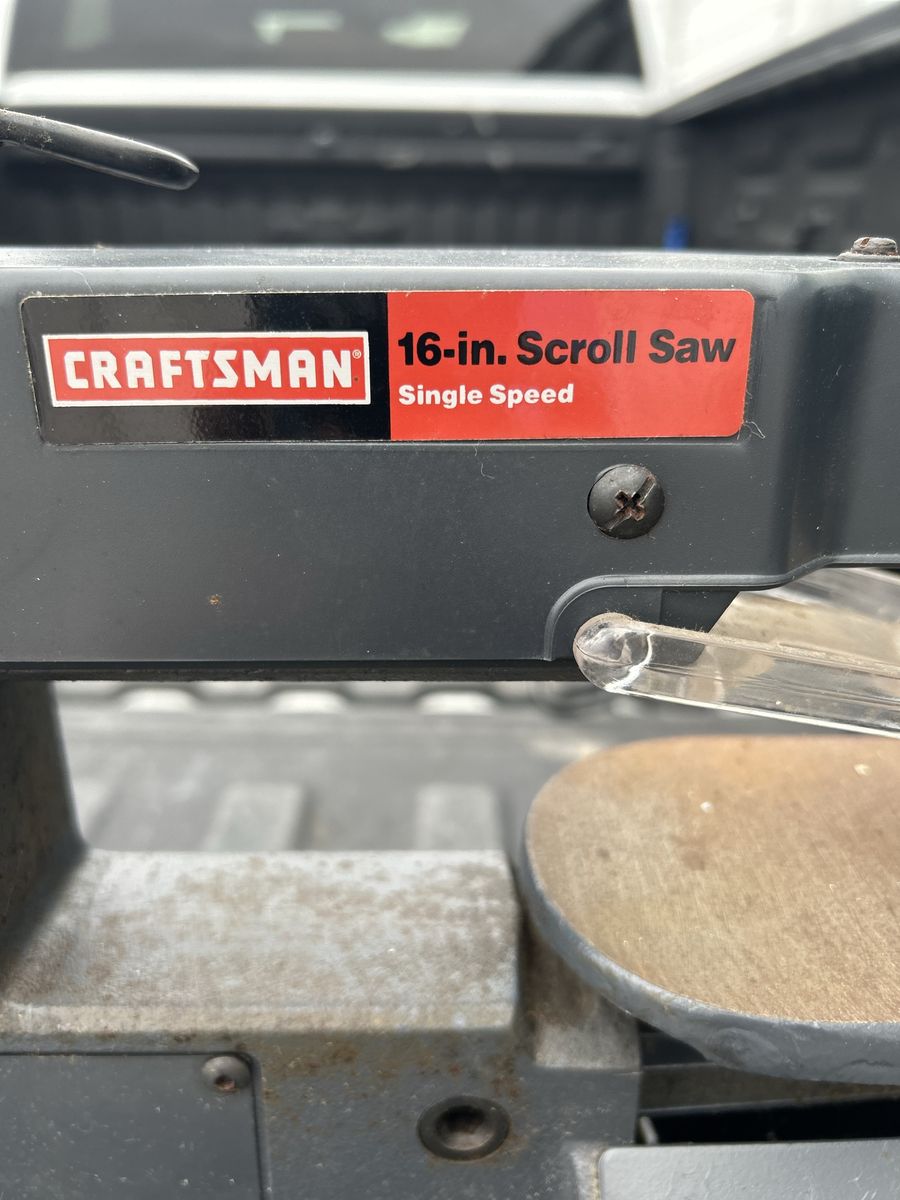 CRAFTSMAN®
16-in. Scroll Saw
Single Speed